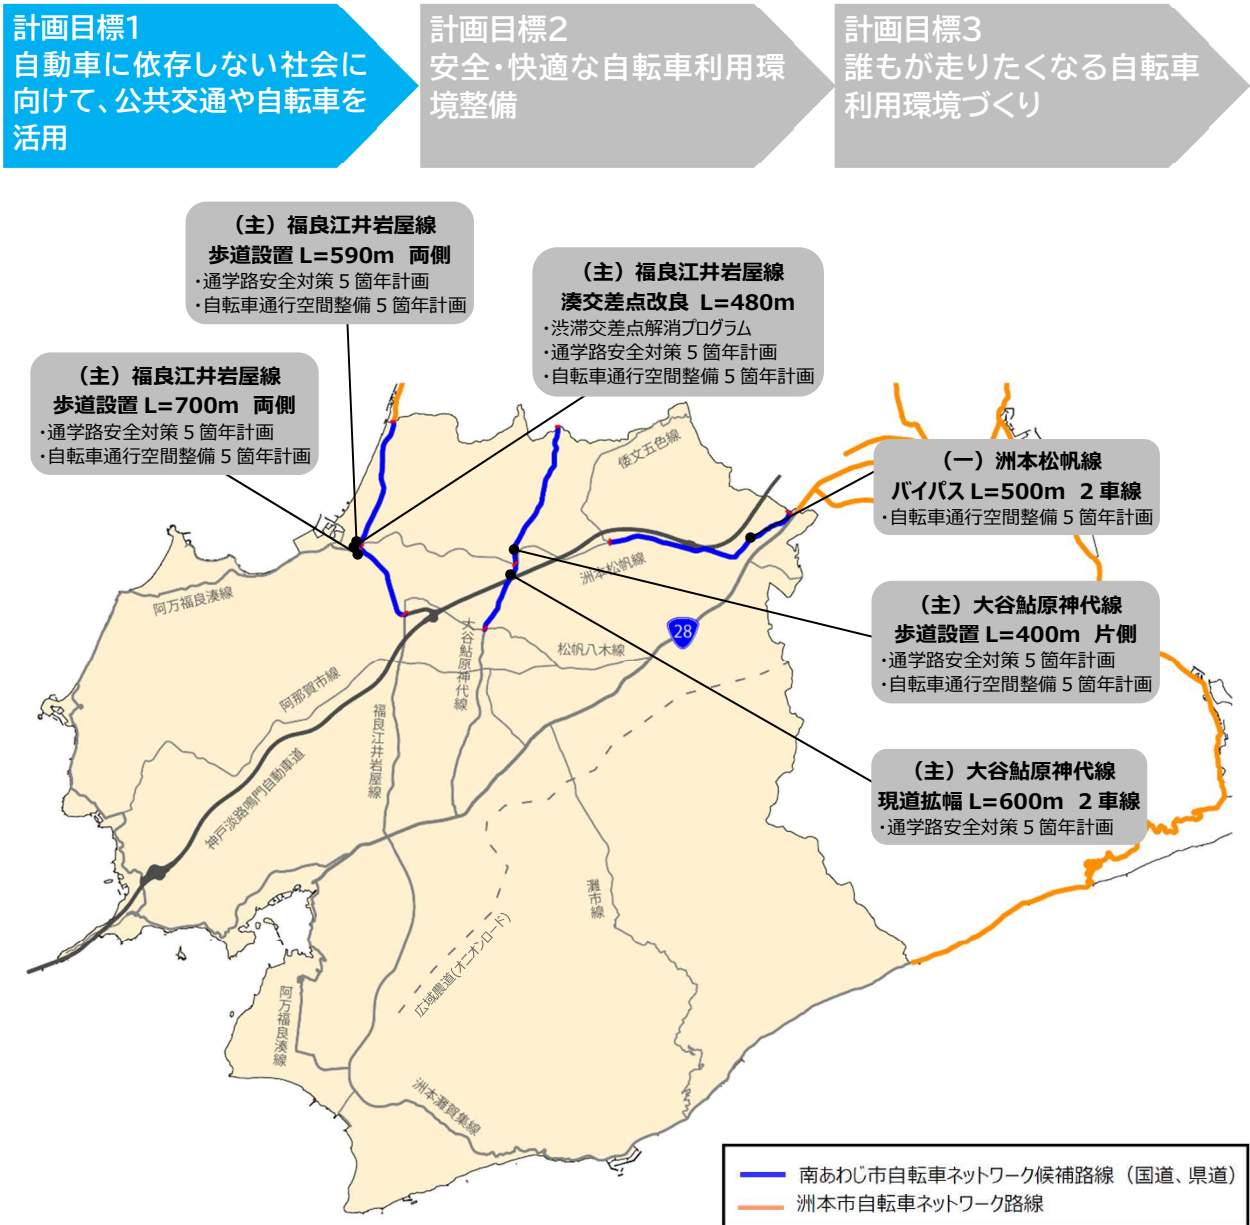 計画目標1
自動車に依存しない社会に
向けて、公共交通や自転車を
活用
計画目標2
安全・快適な自転車利用環
境整備
計画目標3
誰もが走りたくなる自転車
利用環境づくり
（主）福良江井岩屋線
歩道設置 L=590m 両側
・通学路安全対策５箇年計画
・自転車通行空間整備５箇年計画
（主）福良江井岩屋線
湊交差点改良 L=480m
・渋滞交差点解消プログラム
・通学路安全対策５箇年計画
・自転車通行空間整備５箇年計画
（主）福良江井岩屋線
歩道設置 L=700m 両側
・通学路安全対策５箇年計画
・自転車通行空間整備５箇年計画
（一）洲本松帆線
バイパス L=500m ２車線
・自転車通行空間整備５箇年計画
（主）大谷鮎原神代線
歩道設置 L=400m 片側
・通学路安全対策５箇年計画
・自転車通行空間整備５箇年計画
（主）大谷鮎原神代線
現道拡幅 L=600m ２車線
・通学路安全対策５箇年計画
倭文五色線
洲本松帆線
阿万福良湊線
28
大谷鮎原神代線
松帆八木線
阿那賀市線
福良江井岩屋線
神戸淡路鳴門自動車道
灘市線
広域農道(オニオンロード)
阿万福良湊線
洲本灘賀集線
南あわじ市自転車ネットワーク候補路線（国道、県道）
洲本市自転車ネットワーク路線